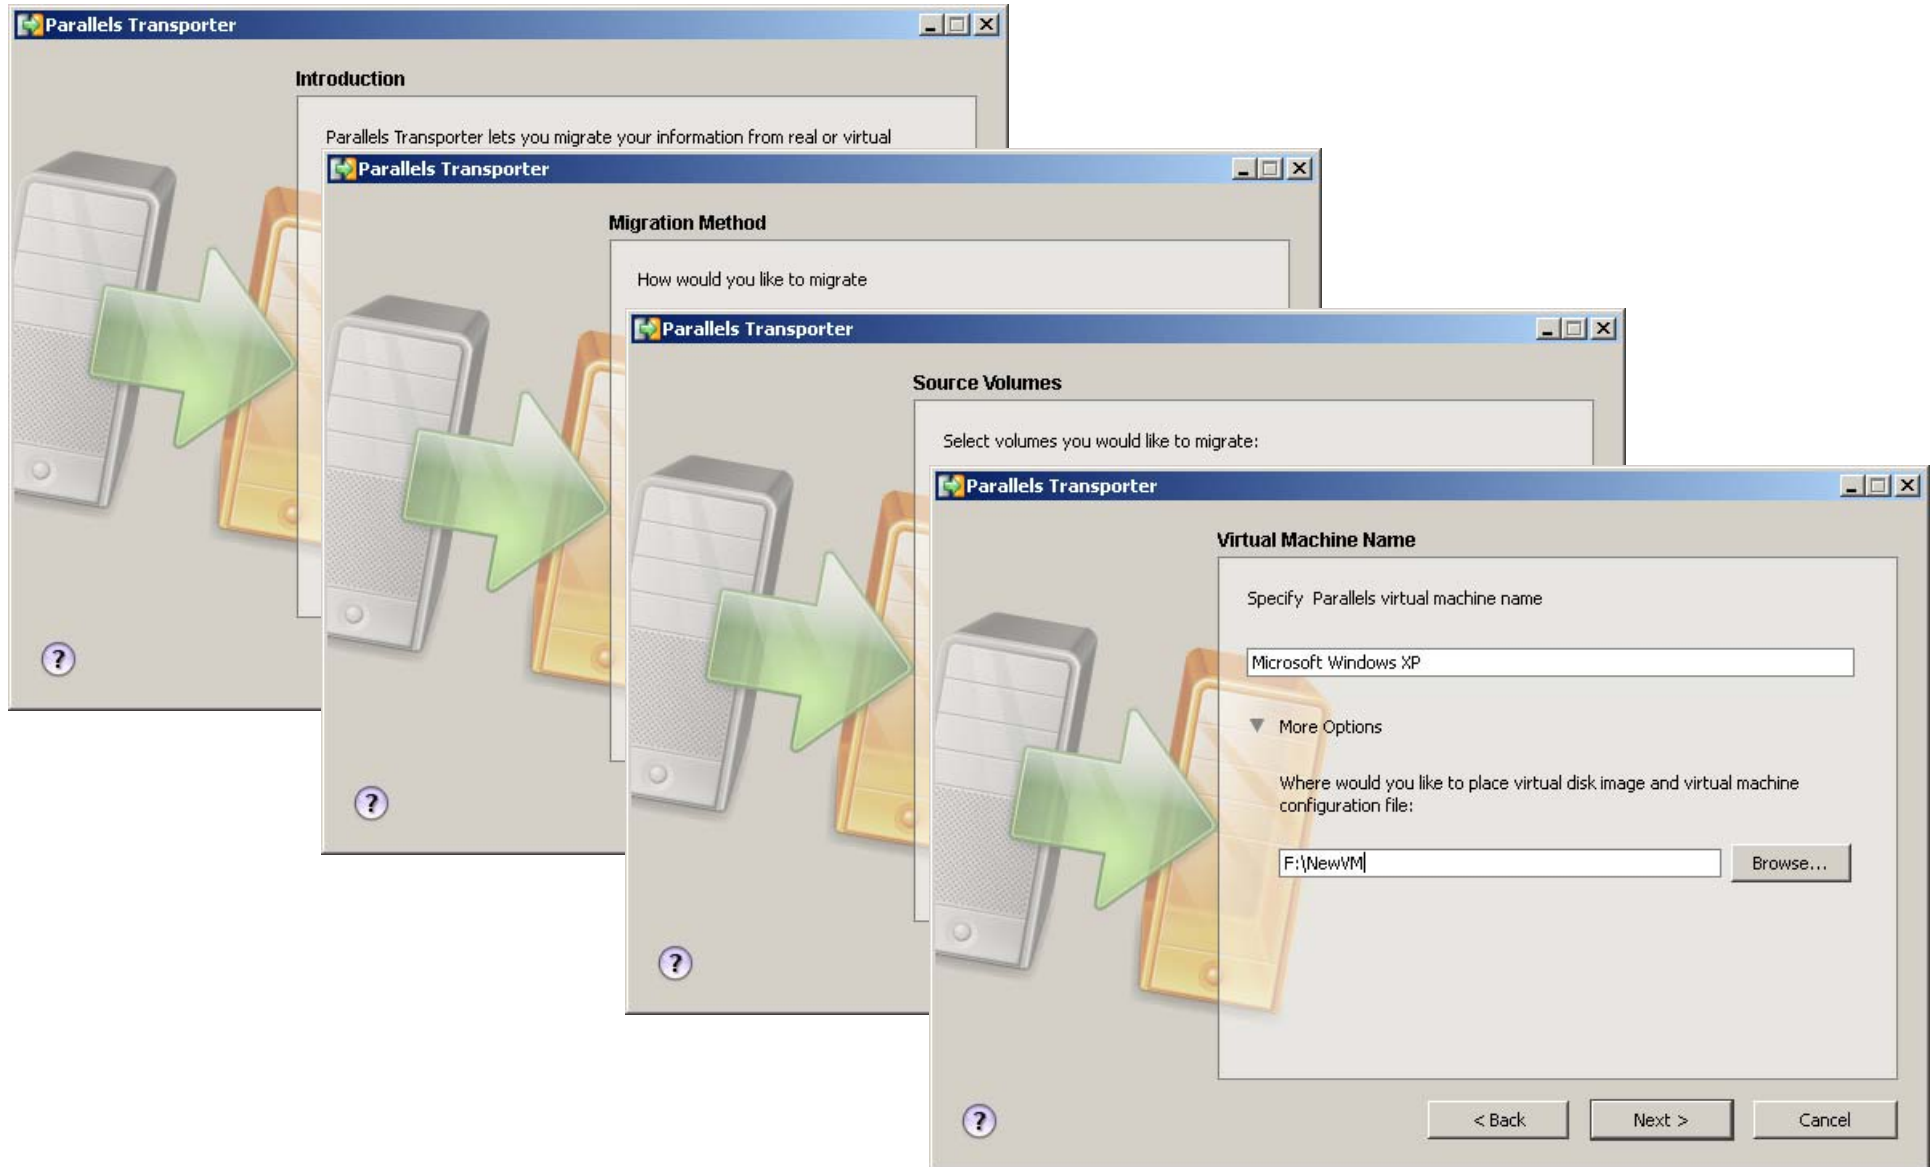 Parallels Transporter
Introduction
Parallels Transporter lets you migrate your information from real or virtual
?
Parallels Transporter
Migration Method
How would you like to migrate
?
Parallels Transporter
Source Volumes
Select volumes you would like to migrate:
?
Parallels Transporter
Virtual Machine Name
Specify Parallels virtual machine name
Microsoft Windows XP
More Options
Where would you like to place virtual disk image and virtual machine
configuration file:
F:\NewVM
Browse...
?
< Back
Next >
Cancel